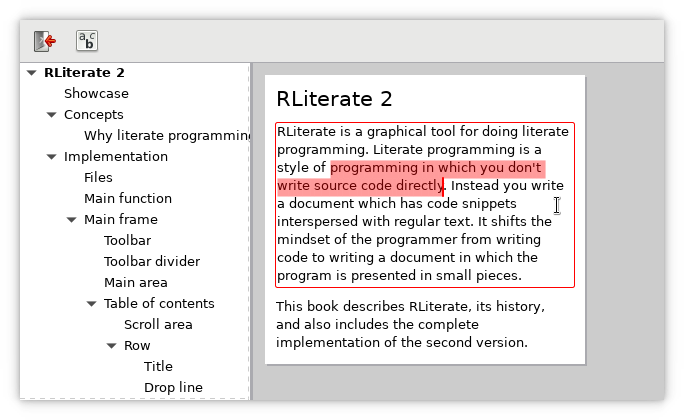 a c b
RLiterate 2
Showcase
Concepts
Why literate programming
Implementation
Files
Main function
Main frame
Toolbar
Toolbar divider
Main area
Table of contents
Scroll area
Row
Title
Drop line
RLiterate 2
RLiterate is a graphical tool for doing literate
programming. Literate programming is a
style of programming in which you don't
write source code directly. Instead you write
a document which has code snippets
interspersed with regular text. It shifts the
mindset of the programmer from writing
code to writing a document in which the
program is presented in small pieces.
This book describes RLiterate, its history,
and also includes the complete
implementation of the second version.